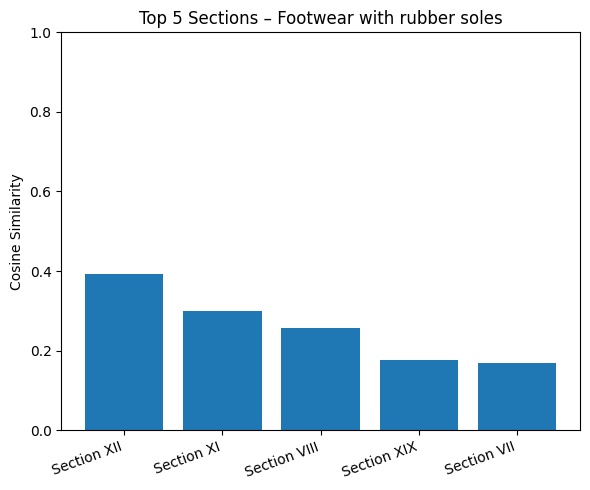 Top 5 Sections – Footwear with rubber soles
Cosine Similarity
1.0
0.8
0.6
0.4
0.2
0.0
Section XII
Section XI
Section VIII
Section XIX
Section VII